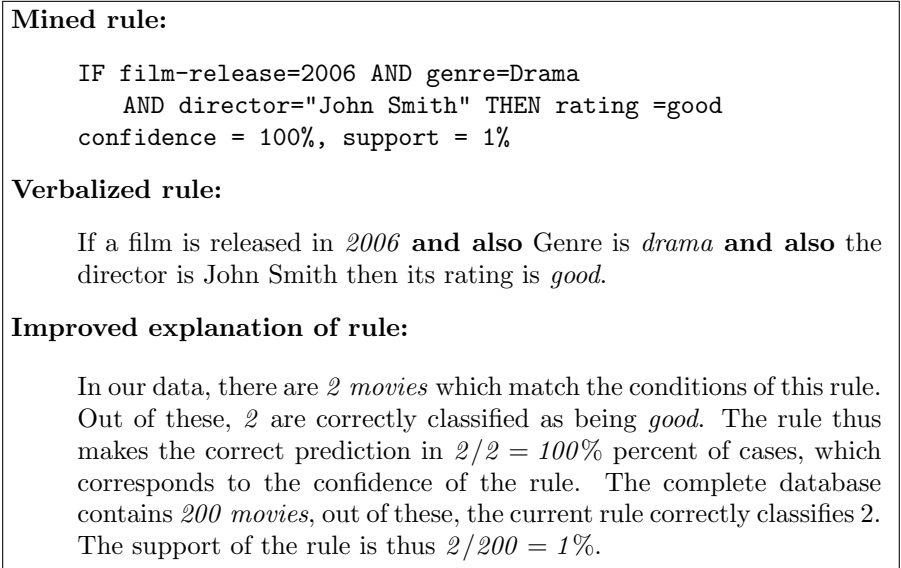 Mined rule:
IF film-release=2006 AND genre=Drama
AND director="John Smith" THEN rating =good
confidence = 100%, support = 1%
Verbalized rule:
If a film is released in 2006 and also Genre is drama and also the
director is John Smith then its rating is good.
Improved explanation of rule:
In our data, there are 2 movies which match the conditions of this rule.
Out of these, 2 are correctly classified as being good. The rule thus
makes the correct prediction in 2/2 = 100% percent of cases, which
corresponds to the confidence of the rule. The complete database
contains 200 movies, out of these, the current rule correctly classifies 2.
The support of the rule is thus 2/200 = 1%.